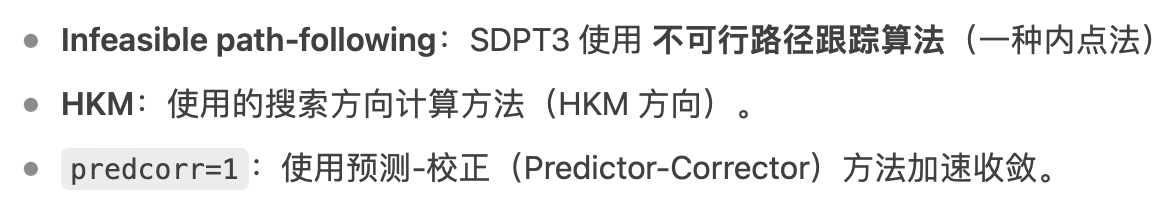 Infeasible path-following：SDPT3 使用 不可行路径跟踪算法（一种内点法）
HKM：使用的搜索方向计算方法（HKM 方向）。
predcorr=1：使用预测-校正（Predictor-Corrector）方法加速收敛。